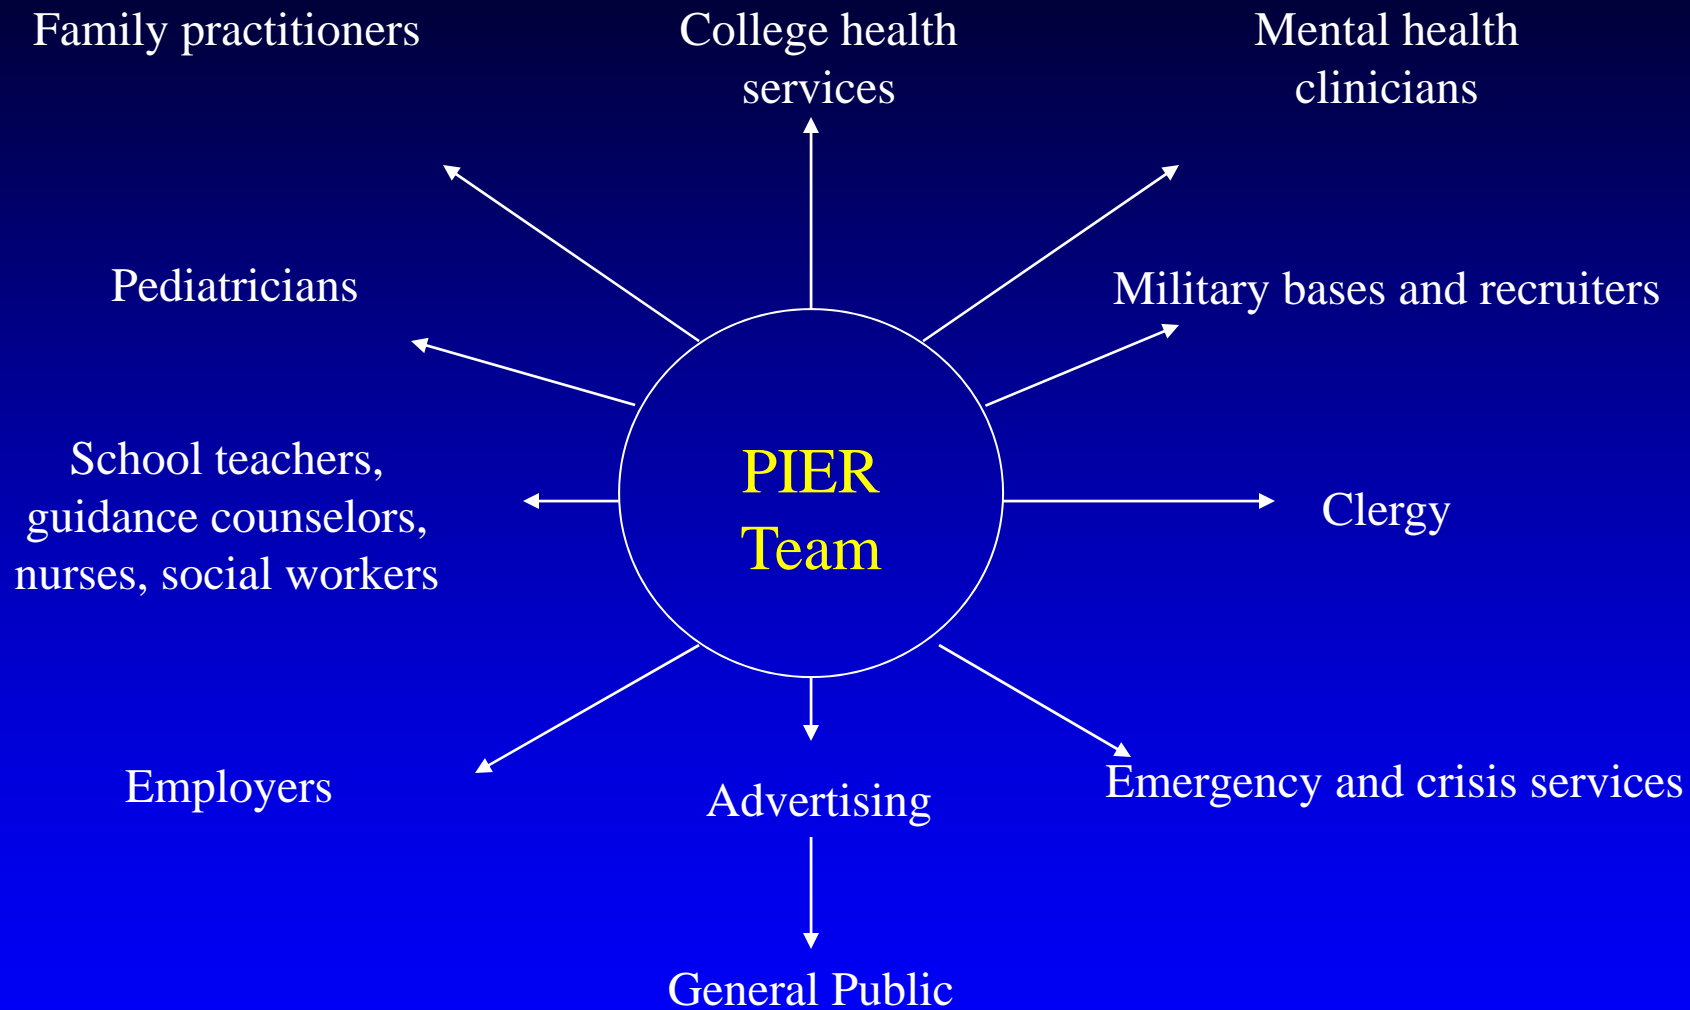 Family practitioners
College health
services
Mental health
clinicians
Pediatricians
Military bases and recruiters
School teachers,
guidance counselors,
nurses, social workers
PIER
Team
Clergy
Employers
Advertising
Emergency and crisis services
General Public